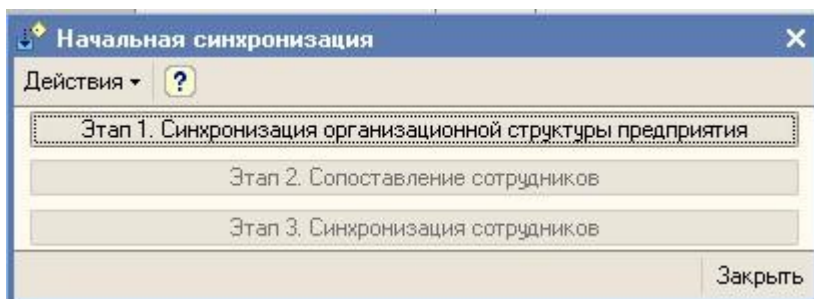 Начальная синхронизация
Действия ?
Этап 1. Синхронизация организационной структуры предприятия
Этап 2. Сопоставление сотрудников
Этап 3. Синхронизация сотрудников
Закрыть